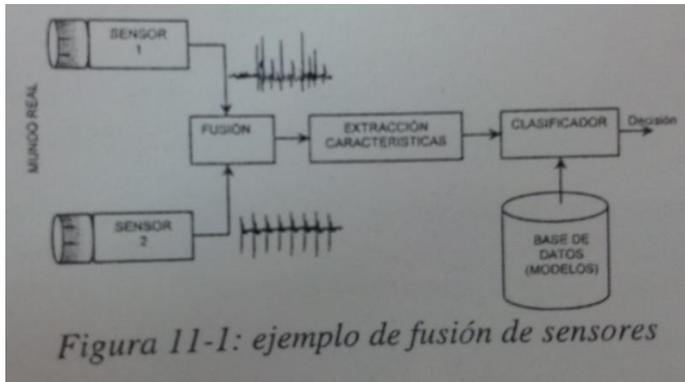 MUNDO REAL
SENSOR
1
FUSIÓN
EXTRACCIÓN
CARACTERISTICAS
CLASIFICADOR
Decisión
SENSOR
2
BASE DE
DATOS
(MODELOS)
Figura 11-1: ejemplo de fusión de sensores